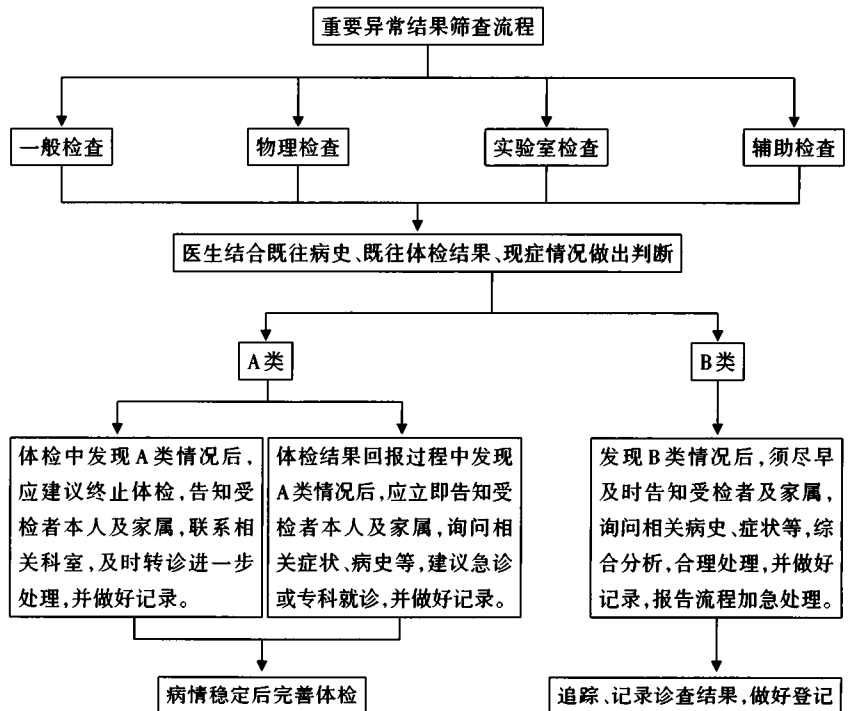 重要异常结果筛查流程
一般检查
物理检查
实验室检查
辅助检查
医生结合既往病史、既往体检结果、现症情况做出判断
A类
B类
体检中发现A类情况后,
应建议终止体检,告知受
检者本人及家属,联系相
关科室,及时转诊进一步
处理,并做好记录。
体检结果回报过程中发现
A类情况后,应立即告知受
检者本人及家属,询问相
关症状、病史等,建议急诊
或专科就诊,并做好记录。
发现B类情况后,须尽早
及时告知受检者及家属,
询问相关病史、症状等,综
合分析,合理处理,并做好
记录,报告流程加急处理。
病情稳定后完善体检
追踪、记录诊查结果,做好登记